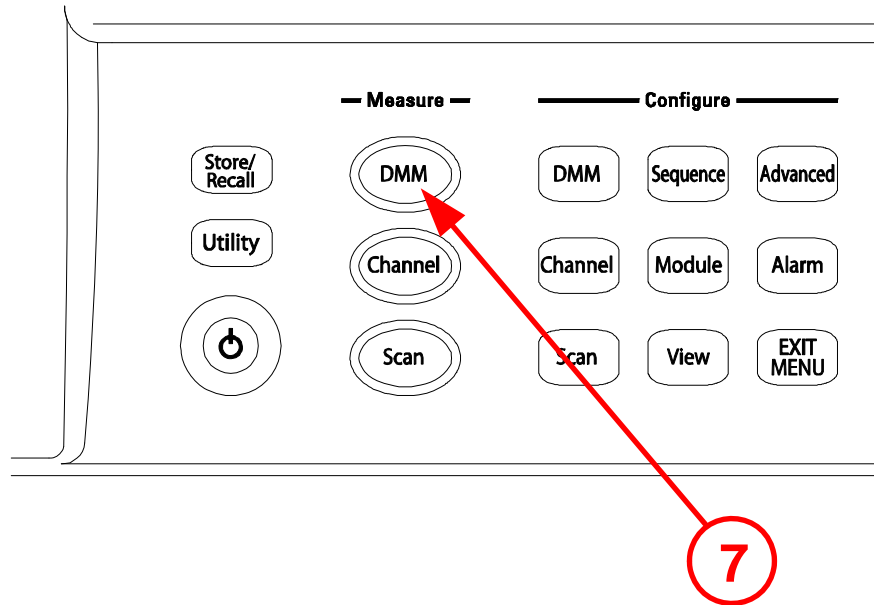 Measure
Configure
Store/
Recall
DMM
DMM
Sequence
Advanced
Utility
Channel
Channel
Module
Alarm
Scan
Scan
View
EXIT
MENU
7